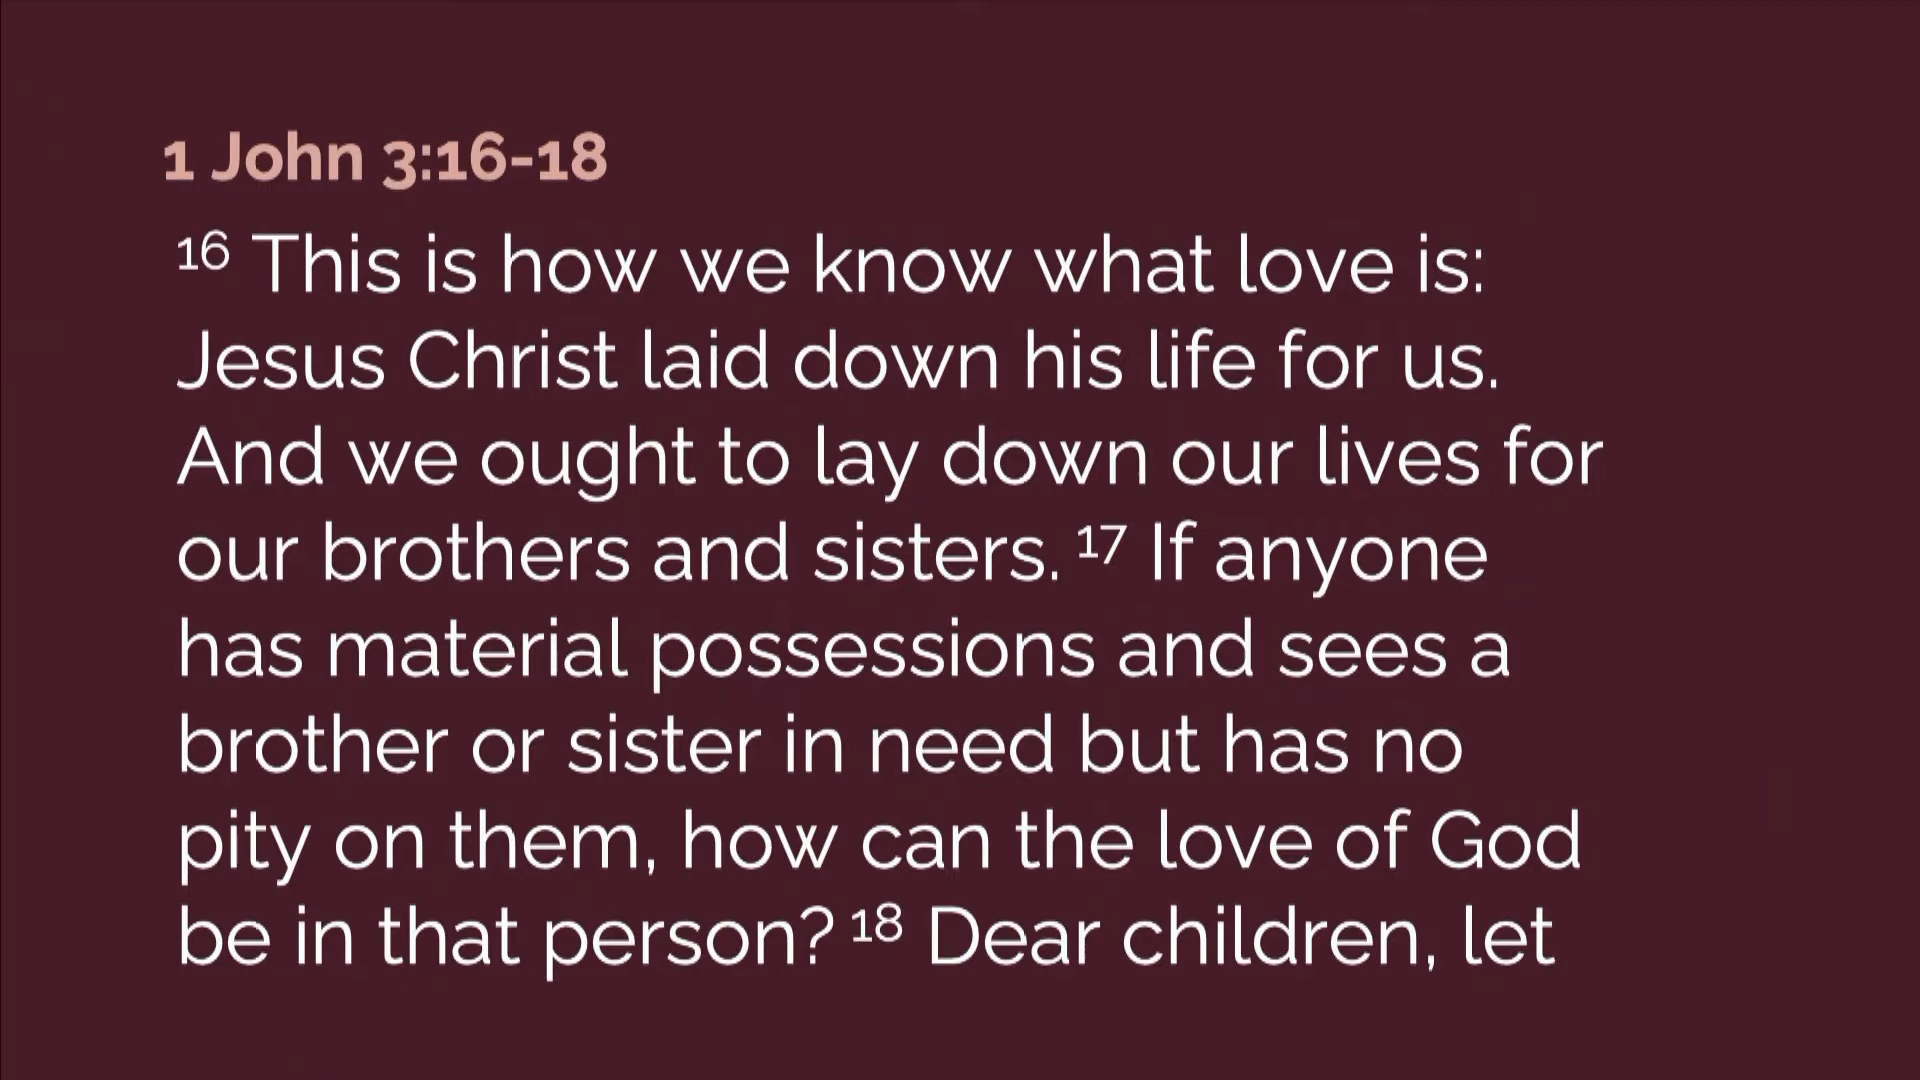 1 John 3:16-18
16 This is how we know what love is:
Jesus Christ laid down his life for us.
And we ought to lay down our lives for
our brothers and sisters. 17 If anyone
has material possessions and sees a
brother or sister in need but has no
pity on them, how can the love of God
be in that person? 18 Dear children, let